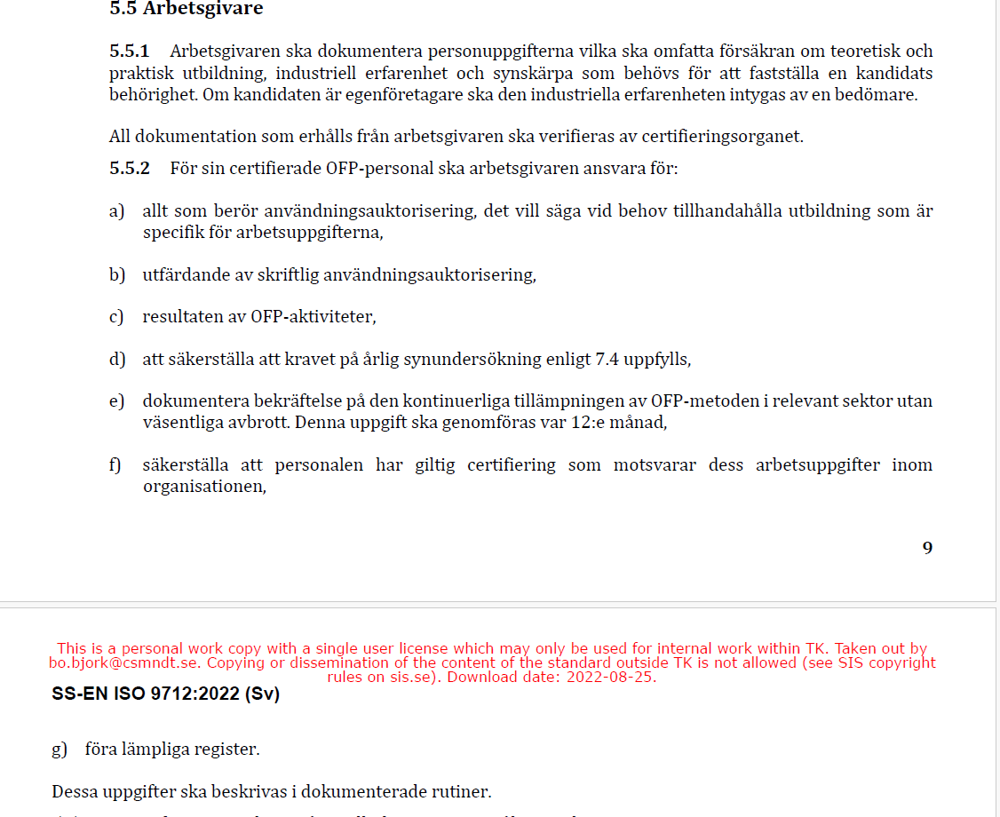 5.5 Arbetsgivare
5.5.1 Arbetsgivaren ska dokumentera personuppgifterna vilka ska omfatta försäkran om teoretisk och
praktisk utbildning, industriell erfarenhet och synskärpa som behövs för att fastställa en kandidats
behörighet. Om kandidaten är egenföretagare ska den industriella erfarenheten intygas av en bedömare.
All dokumentation som erhålls från arbetsgivaren ska verifieras av certifieringsorganet.
5.5.2 För sin certifierade OFP-personal ska arbetsgivaren ansvara för:
a) allt som berör användningsauktorisering, det vill säga vid behov tillhandahålla utbildning som är
specifik för arbetsuppgifterna,
b) utfärdande av skriftlig användningsauktorisering,
c) resultaten av OFP-aktiviteter,
d) att säkerställa att kravet på årlig synundersökning enligt 7.4 uppfylls,
e) dokumentera bekräftelse på den kontinuerliga tillämpningen av OFP-metoden i relevant sektor utan
väsentliga avbrott. Denna uppgift ska genomföras var 12:e månad,
f) säkerställa att personalen har giltig certifiering som motsvarar dess arbetsuppgifter inom
organisationen,
9
This is a personal work copy with a single user license which may only be used for internal work within TK. Taken out by
bo.bjork@csmndt.se. Copying or dissemination of the content of the standard outside TK is not allowed (see SIS copyright
rules on sis.se). Download date: 2022-08-25.
SS-EN ISO 9712:2022 (Sv)
g) föra lämpliga register.
Dessa uppgifter ska beskrivas i dokumenterade rutiner.